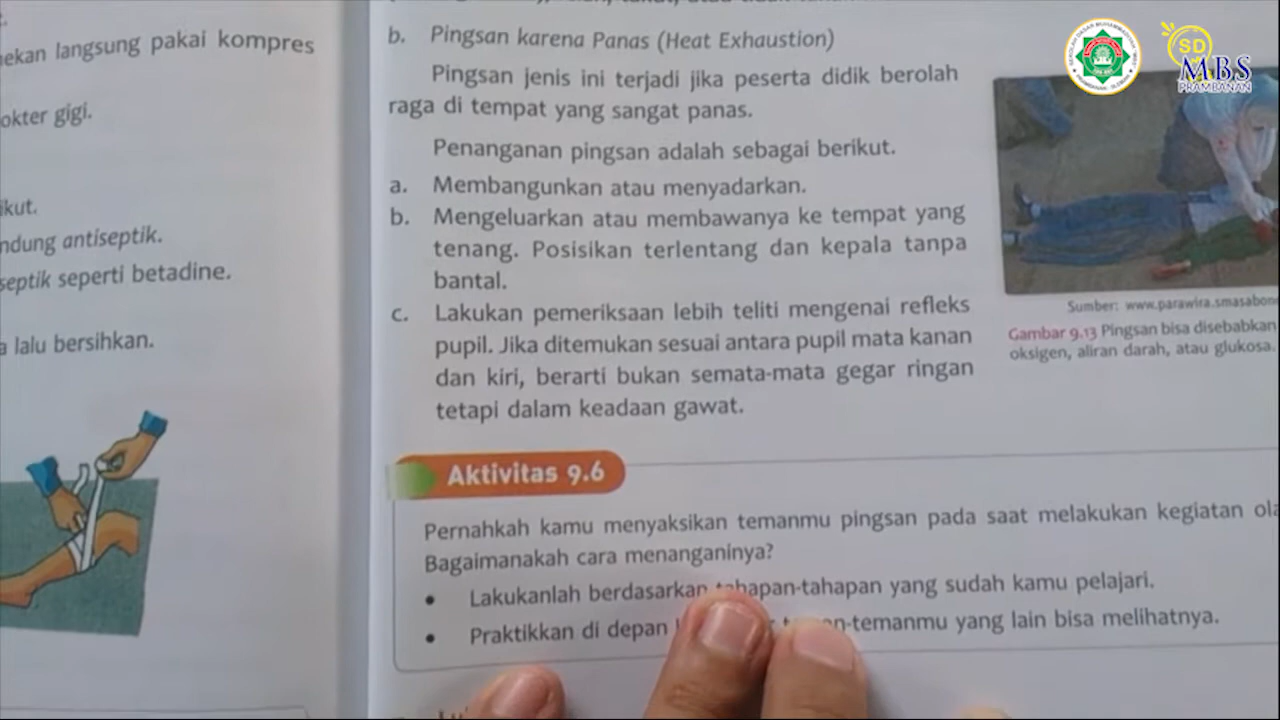 ekan langsung pakai kompres
okter gigi.
ikut.
ndung antiseptik.
septik seperti betadine.
a lalu bersihkan.
b. Pingsan karena Panas (Heat Exhaustion)
Pingsan jenis ini terjadi jika peserta didik berolah
raga di tempat yang sangat panas.
Penanganan pingsan adalah sebagai berikut.
a. Membangunkan atau menyadarkan.
b. Mengeluarkan atau membawanya ke tempat yang
tenang. Posisikan terlentang dan kepala tanpa
bantal.
c. Lakukan pemeriksaan lebih teliti mengenai refleks
pupil. Jika ditemukan sesuai antara pupil mata kanan
dan kiri, berarti bukan semata-mata gegar ringan
tetapi dalam keadaan gawat.
Sumber: www.parawira.smasabon
Gambar 9.13 Pingsan bisa disebabkan
oksigen, aliran darah, atau glukosa.
Aktivitas 9.6
Pernahkah kamu menyaksikan temanmu pingsan pada saat melakukan kegiatan ola
Bagaimanakah cara menanganinya?
• Lakukanlah berdasarkan tahapan-tahapan yang sudah kamu pelajari.
• Praktikkan di depan n-temanmu yang lain bisa melihatnya.
SD
MBS
PRAMBANAN